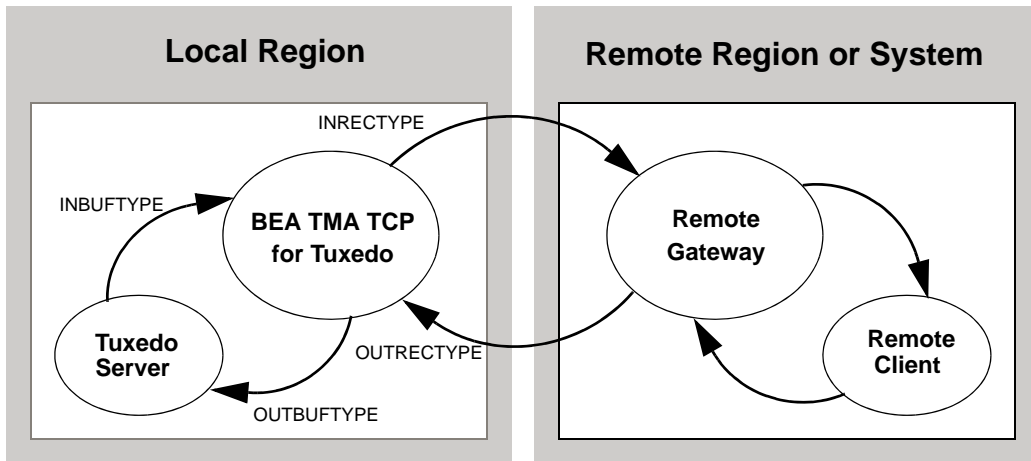 Local Region
Remote Region or System
INRECTYPE
INBUFTYPE
BEA TMA TCP
for Tuxedo
Remote
Gateway
Tuxedo
Server
OUTRECTYPE
Remote
Client
OUTBUFTYPE